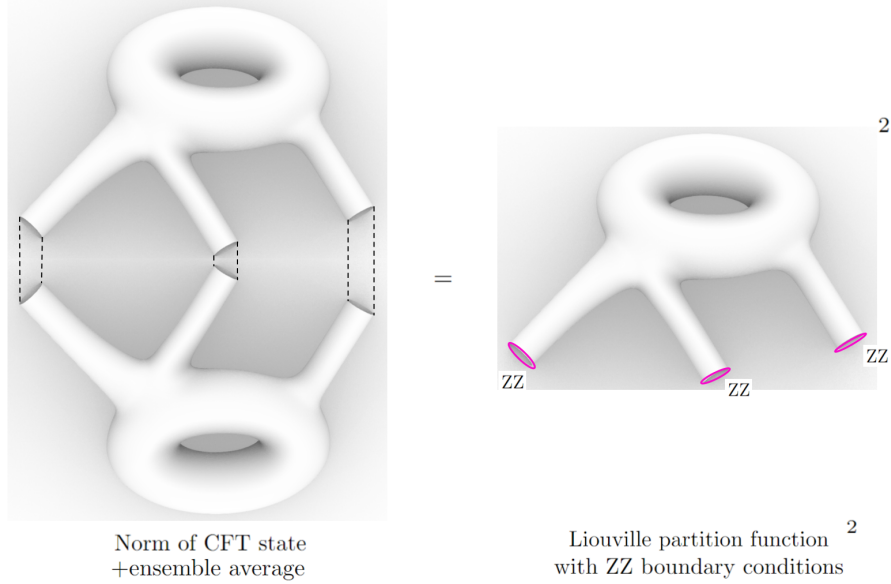 2
=
ZZ
ZZ
ZZ
Norm of CFT state
+ensemble average
Liouville partition function 2
with ZZ boundary conditions